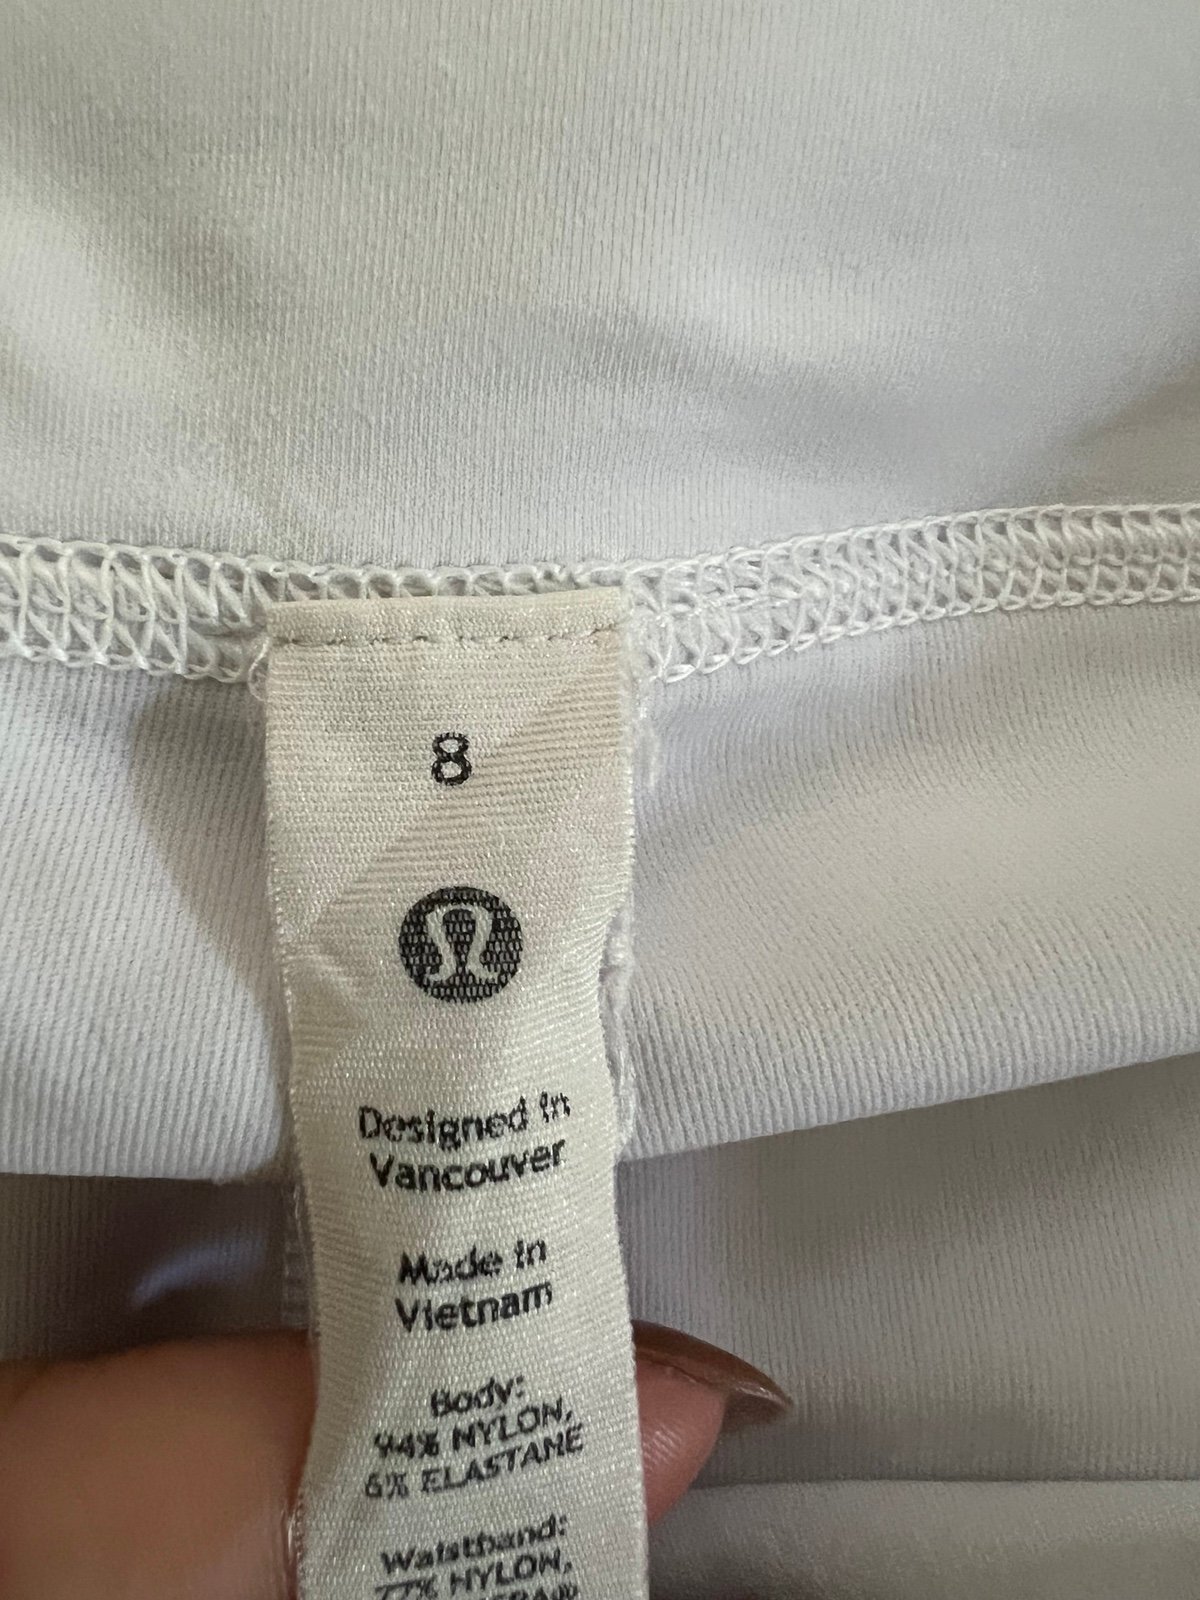 8
Designed in
Vancouver
Made in
Vietnam
Body:
94% NYLON,
6% ELASTANE
Waistband:
77% NYLON,